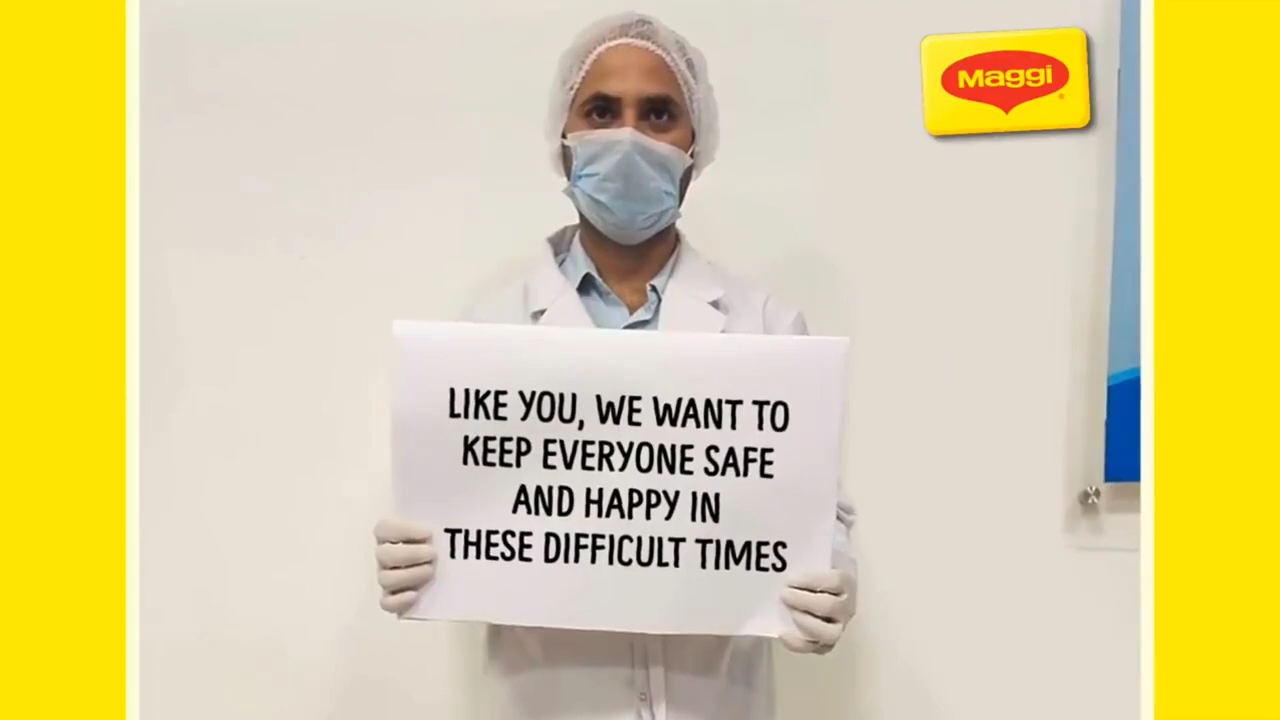 Maggi
LIKE YOU, WE WANT TO
KEEP EVERYONE SAFE
AND HAPPY IN
THESE DIFFICULT TIMES